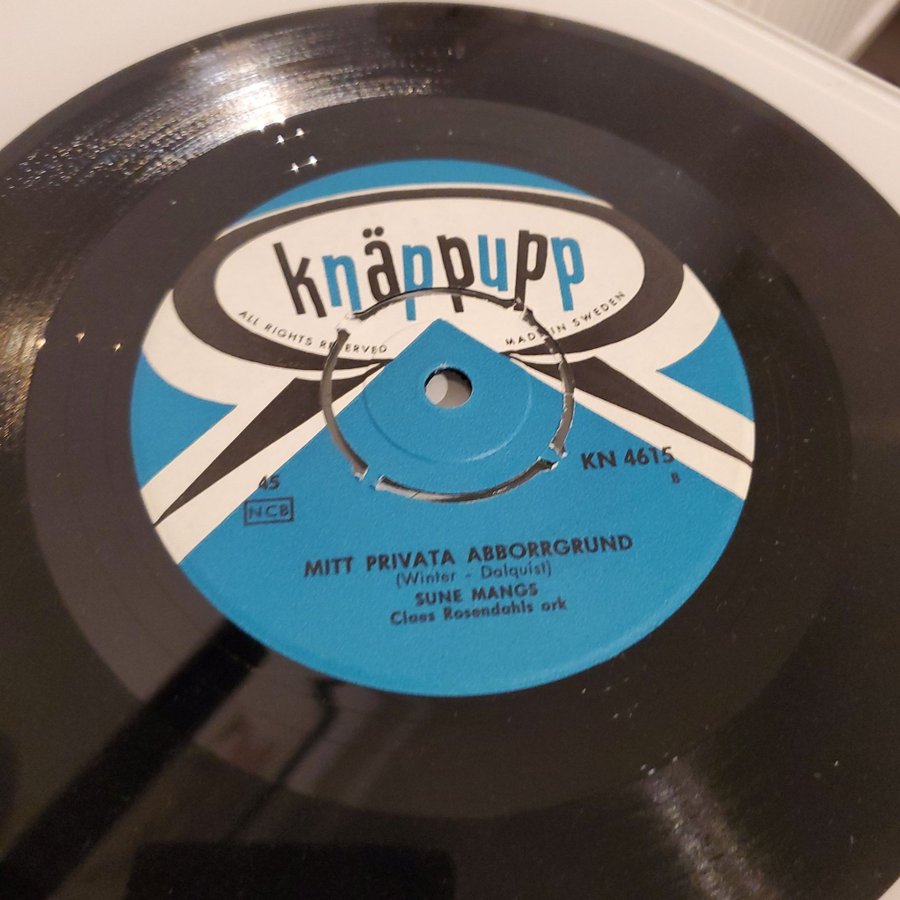 knäppupp
ALL RIGHTS RESERVED
MADE IN SWEDEN
45
NCB
KN 4615
B
MITT PRIVATA ABBORRGRUND
(Winter - Dalquist)
SUNE MANGS
Claes Rosendahls ork